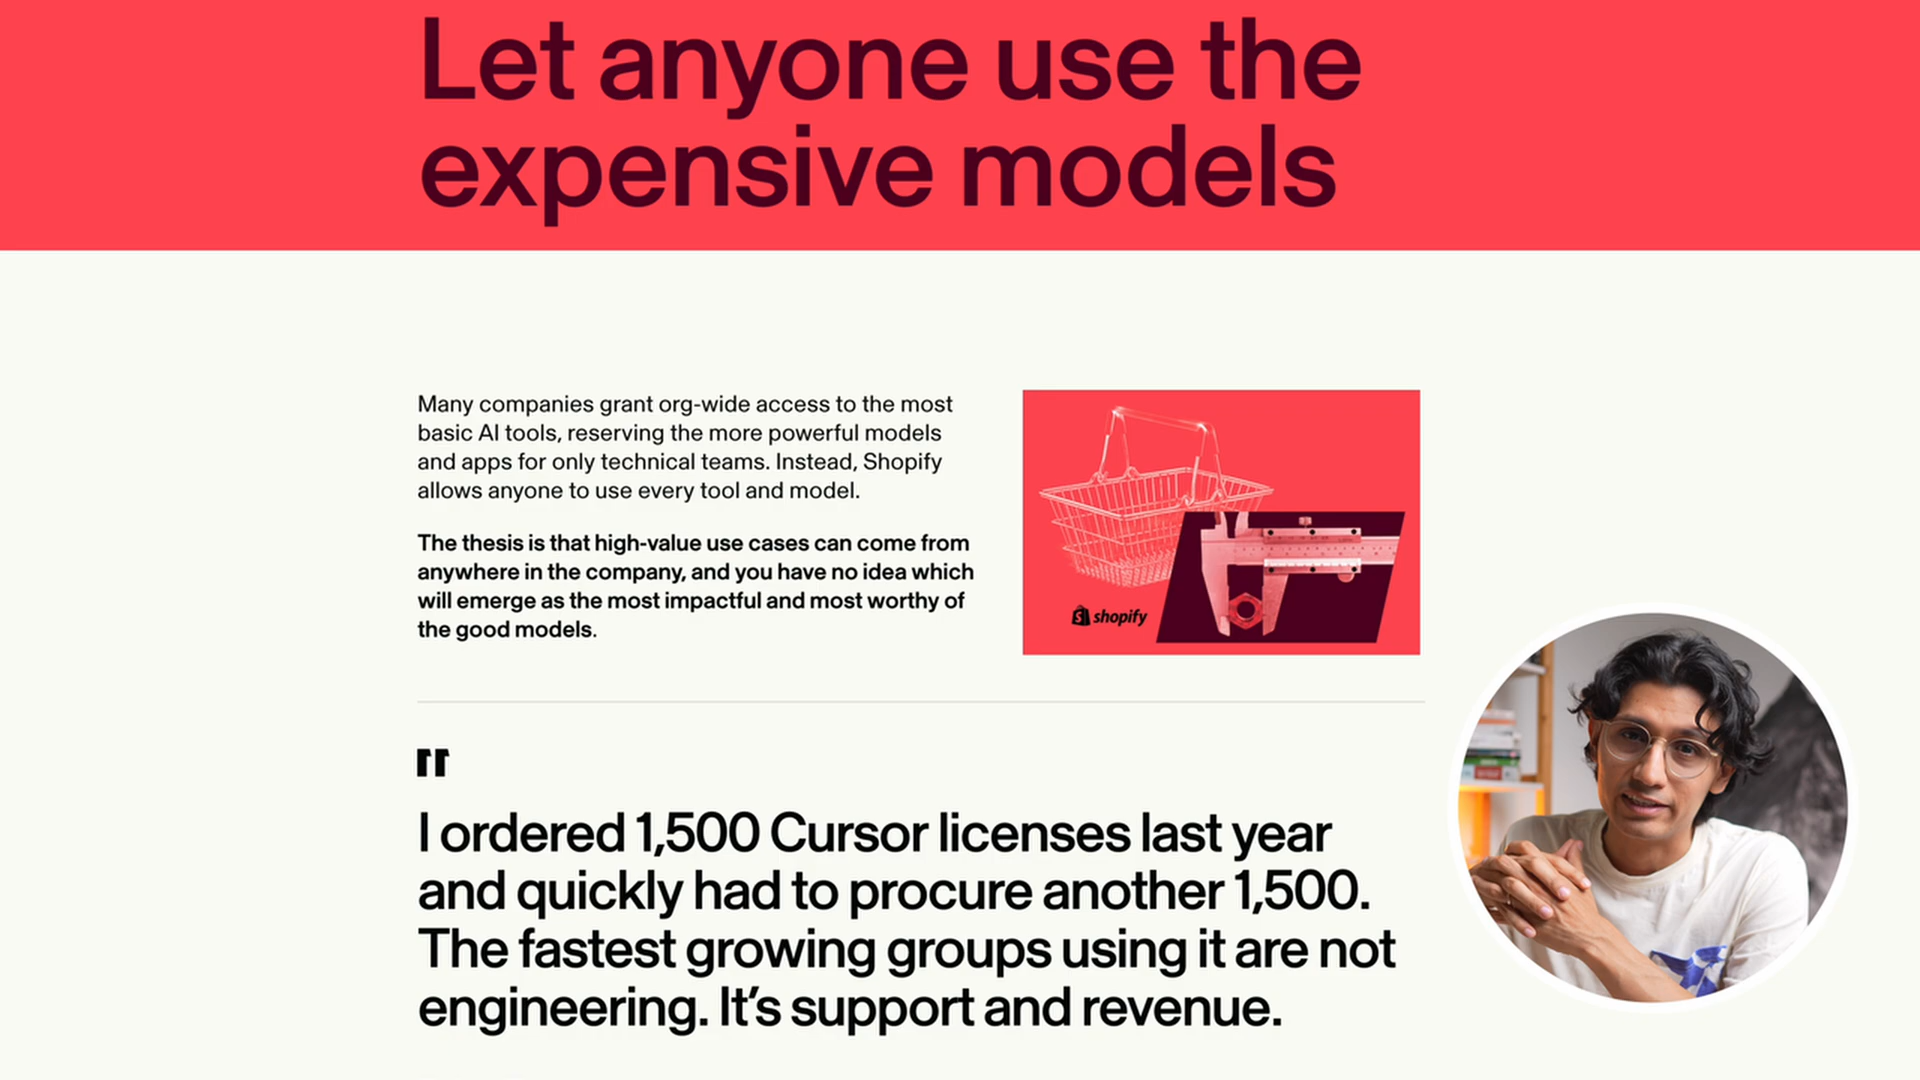 Let anyone use the
expensive models
Many companies grant org-wide access to the most
basic AI tools, reserving the more powerful models
and apps for only technical teams. Instead, Shopify
allows anyone to use every tool and model.
The thesis is that high-value use cases can come from
anywhere in the company, and you have no idea which
will emerge as the most impactful and most worthy of
the good models.
shopify
"
I ordered 1,500 Cursor licenses last year
and quickly had to procure another 1,500.
The fastest growing groups using it are not
engineering. It’s support and revenue.